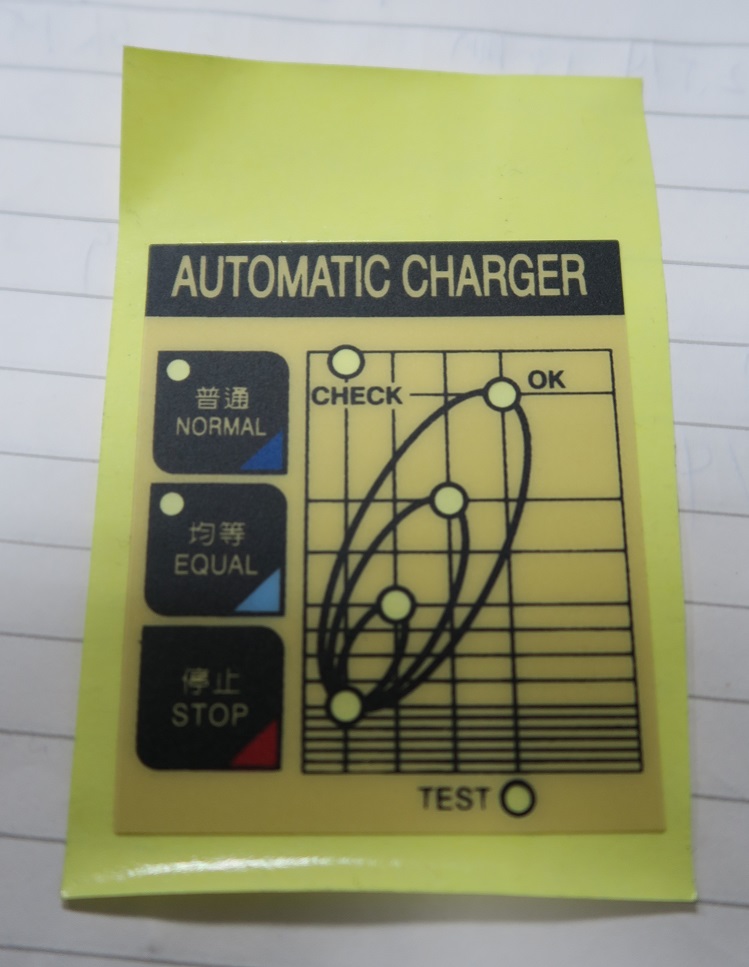 AUTOMATIC CHARGER
普通
NORMAL
均等
EQUAL
停止
STOP
CHECK
OK
TEST